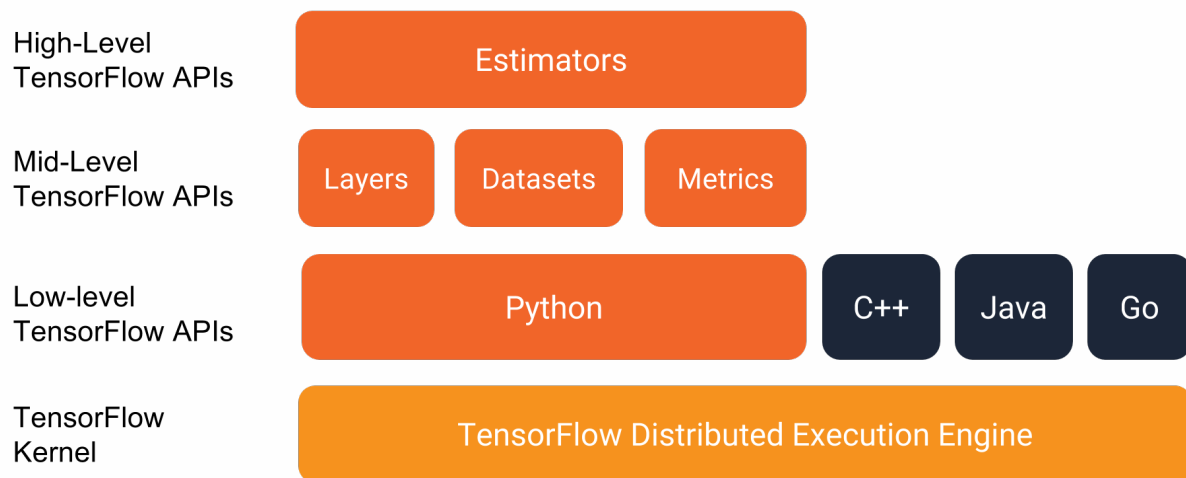 High-Level
TensorFlow APIs
Estimators
Mid-Level
TensorFlow APIs
Layers
Datasets
Metrics
Low-level
TensorFlow APIs
Python
C++
Java
Go
TensorFlow
Kernel
TensorFlow Distributed Execution Engine